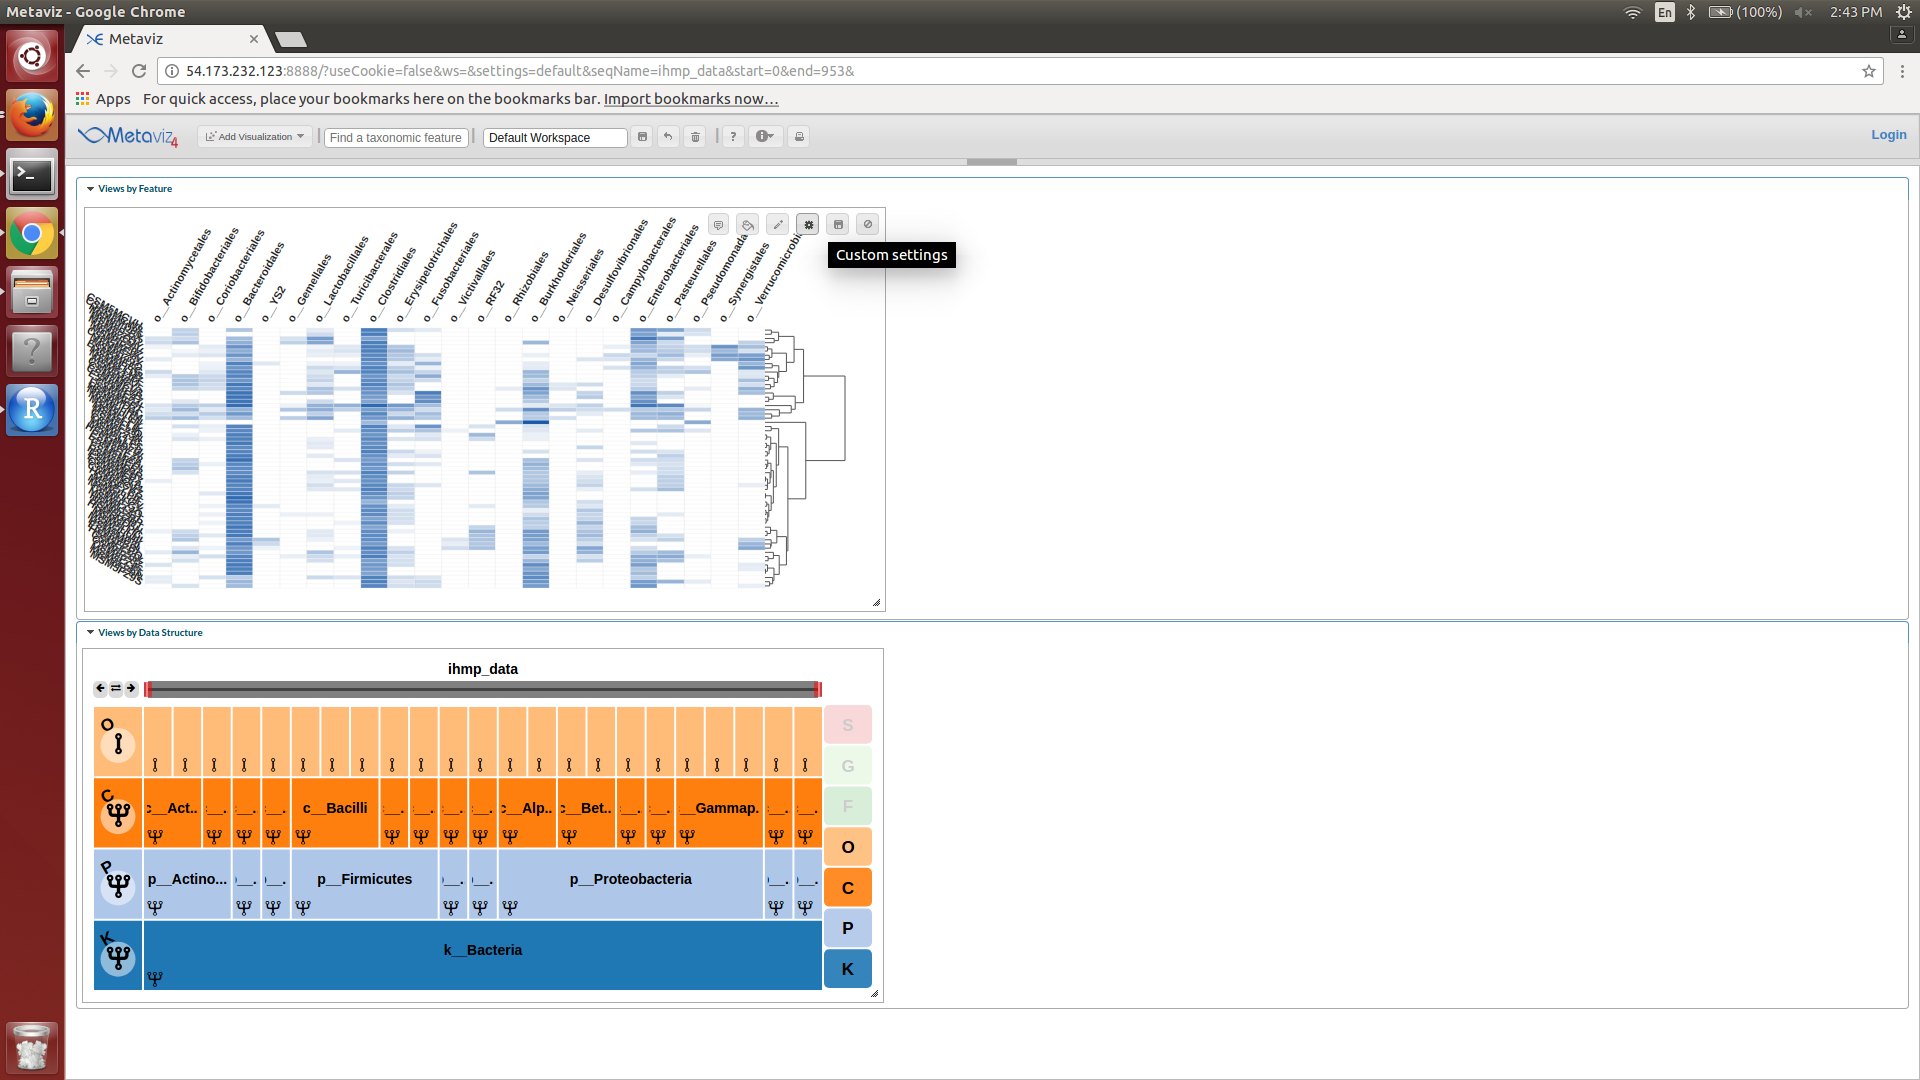 Metaviz - Google Chrome
En
(100%)
2:43 PM
Metaviz
54.173.232.123:8888/?useCookie=false&ws=&settings=default&seqName=ihmp_data&start=0&end=953&
Apps
For quick access, place your bookmarks here on the bookmarks bar. Import bookmarks now…
Metaviz 4
Add Visualization
Find a taxonomic feature
Default Workspace
?
Login
Views by Feature
Custom settings
o__Actinomycetales
o__Bifidobacteriales
o__Coriobacteriales
o__Bacteroidales
o__YS2
o__Gemellales
o__Lactobacillales
o__Turicibacterales
o__Clostridiales
o__Erysipelotrichales
o__Fusobacteriales
o__Victivallales
o__RF32
o__Rhizobiales
o__Burkholderiales
o__Neisseriales
o__Desulfovibrionales
o__Campylobacterales
o__Enterobacteriales
o__Pasteurellales
o__Pseudomonada
o__Synergistales
o__Verrucomicrobia
Views by Data Structure
ihmp_data
O
S
G
F
O
C
c__Act..
c__Bacilli
c__Alp..
c__Bet..
__Gammap.
C
P
p__Actino...
p__Firmicutes
p__Proteobacteria
P
K
k__Bacteria
K